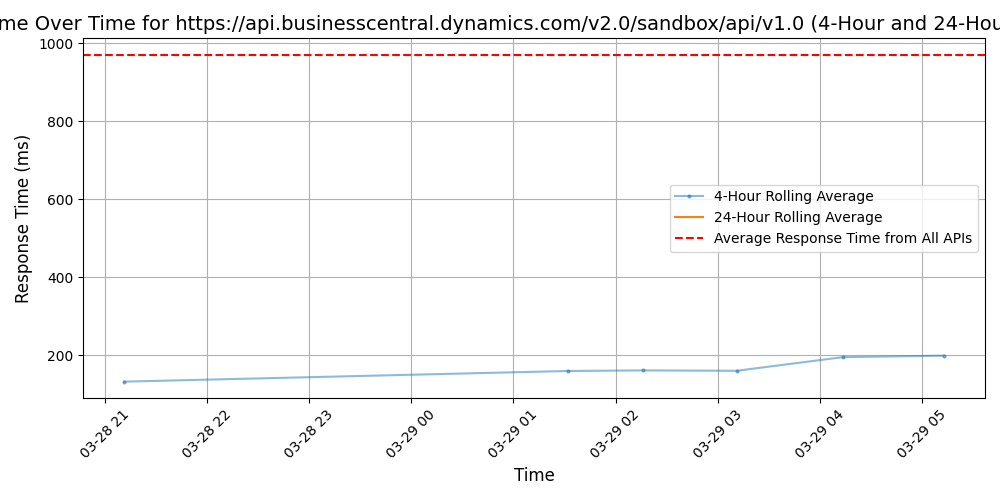 me Over Time for https://api.businesscentral.dynamics.com/v2.0/sandbox/api/v1.0 (4-Hour and 24-Hou
1000
800
600
400
200
Response Time (ms)
4-Hour Rolling Average
24-Hour Rolling Average
Average Response Time from All APIs
03-28 21
03-28 22
03-28 23
03-29 00
03-29 01
03-29 02
03-29 03
03-29 04
03-29 05
Time